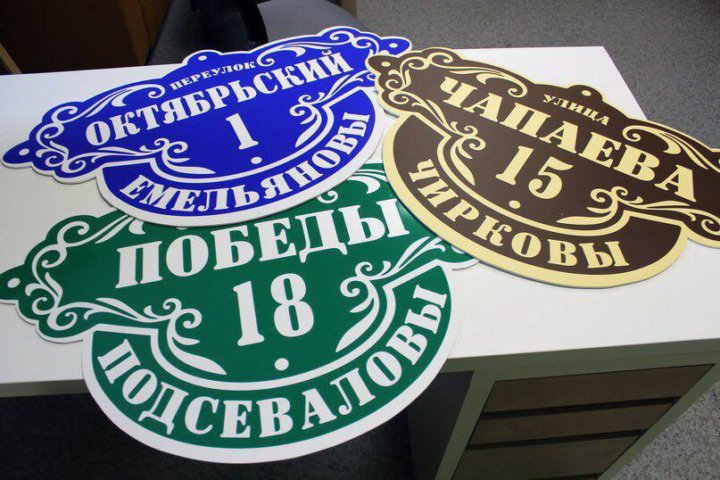 ПЕРЕУЛОК
ОКТЯБРЬСКИЙ
1
ЕМЕЛЬЯНОВЫ
УЛИЦА
ЧАПАЕВА
15
ЧИРКОВЫ
ПОБЕДЫ
18
ПОДСЕВАЛОВЫ